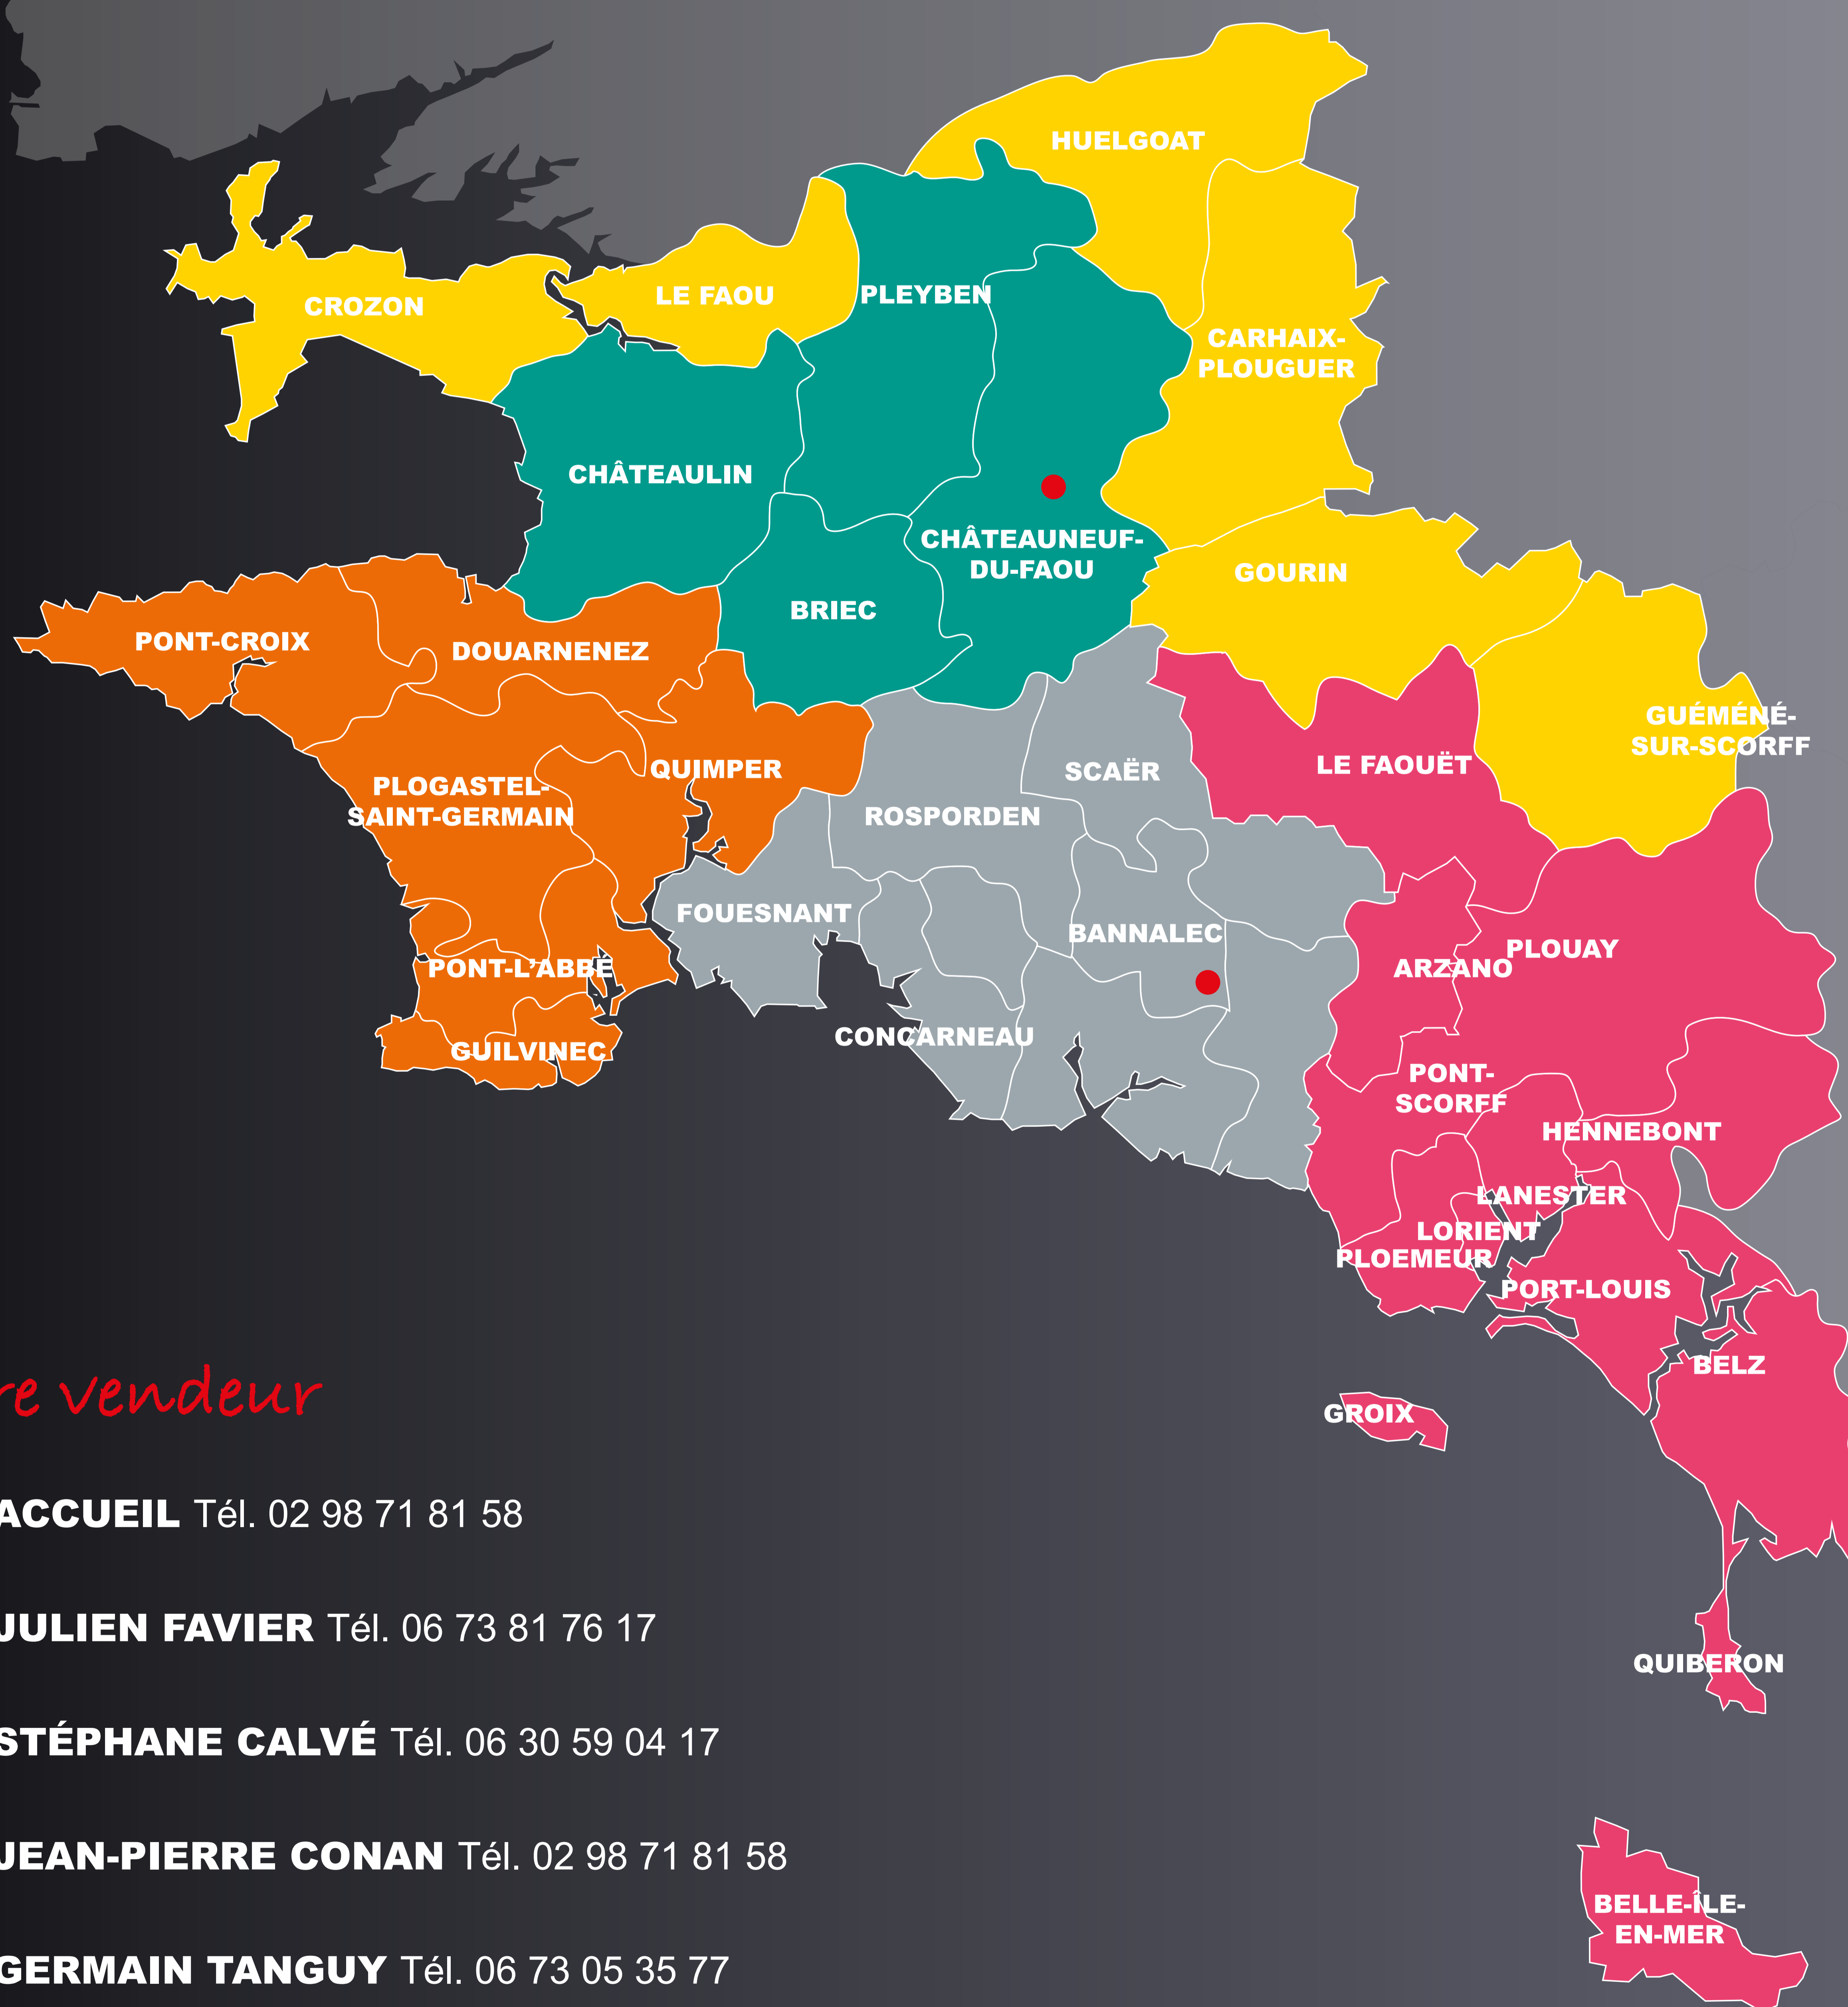 HUELGOAT
CROZON
LE FAOU
PLEYBEN
CARHAIX-
PLOUGUER
CHÂTEAULIN
CHÂTEAUNEUF-
DU-FAOU
GOURIN
BRIEC
PONT-CROIX
DOUARNENEZ
GUÉMÉNÉ-
SUR-SCORFF
QUIMPER
SCAËR
LE FAOUËT
PLOGASTEL-
SAINT-GERMAIN
ROSPORDEN
FOUESNANT
BANNALEC
PLOUAY
PONT-L'ABBÉ
ARZANO
CONCARNEAU
GUILVINEC
PONT-
SCORFF
HENNEBONT
LANESTER
LORIENT
PLOEMEUR
PORT-LOUIS
BELZ
GROIX
QUIBERON
BELLE-ÎLE-
EN-MER
re vendeur
ACCUEIL Tél. 02 98 71 81 58
JULIEN FAVIER Tél. 06 73 81 76 17
STÉPHANE CALVÉ Tél. 06 30 59 04 17
JEAN-PIERRE CONAN Tél. 02 98 71 81 58
GERMAIN TANGUY Tél. 06 73 05 35 77